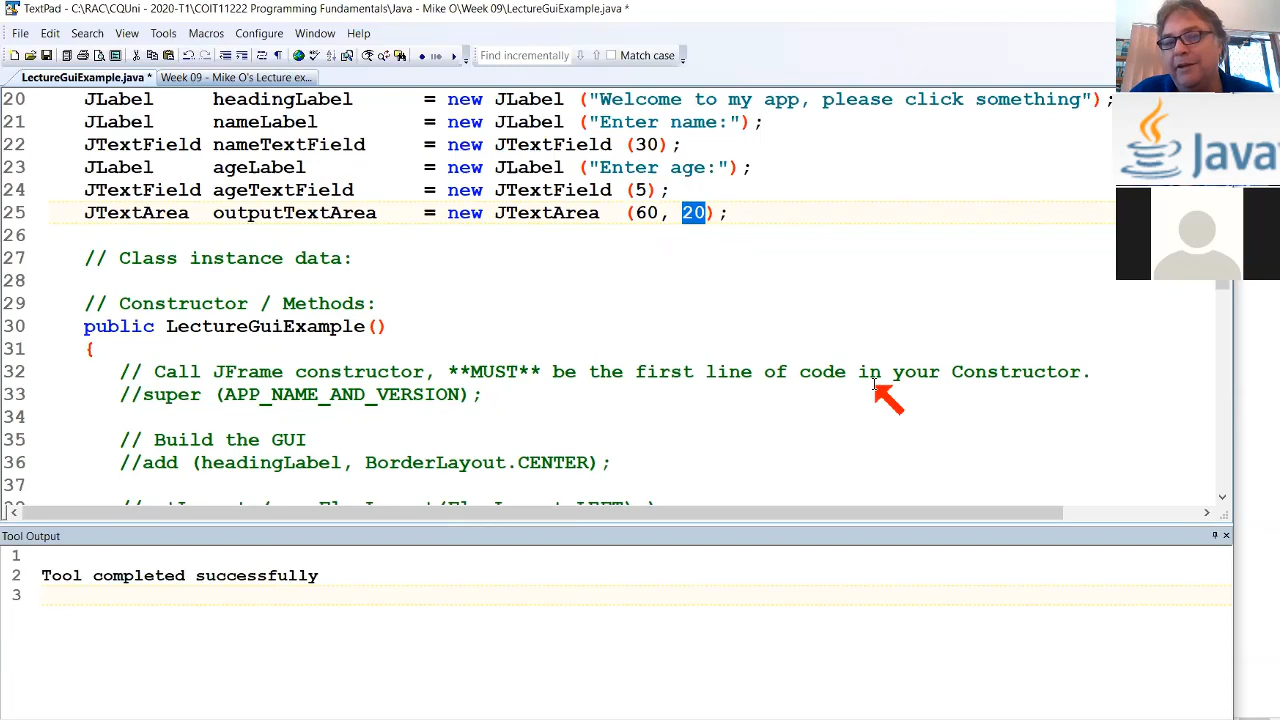 TextPad - C:\RAC\CQUni - 2020-T1\COIT11222 Programming Fundamentals\Java - Mike O\Week 09\LectureGuiExample.java *
File Edit Search View Tools Macros Configure Window Help
Find incrementally Match case
LectureGuiExample.java * Week 09 - Mike O's Lecture ex...
20 JLabel headingLabel = new JLabel ("Welcome to my app, please click something");
21 JLabel nameLabel = new JLabel ("Enter name:");
22 JTextField nameTextField = new JTextField (30);
23 JLabel ageLabel = new JLabel ("Enter age:");
24 JTextField ageTextField = new JTextField (5);
25 JTextArea outputTextArea = new JTextArea (60, 20);
26
27 // Class instance data:
28
29 // Constructor / Methods:
30 public LectureGuiExample()
31 {
32 // Call JFrame constructor, **MUST** be the first line of code in your Constructor.
33 //super (APP_NAME_AND_VERSION);
34
35 // Build the GUI
36 //add (headingLabel, BorderLayout.CENTER);
37
Tool Output
1
2 Tool completed successfully
3
Java